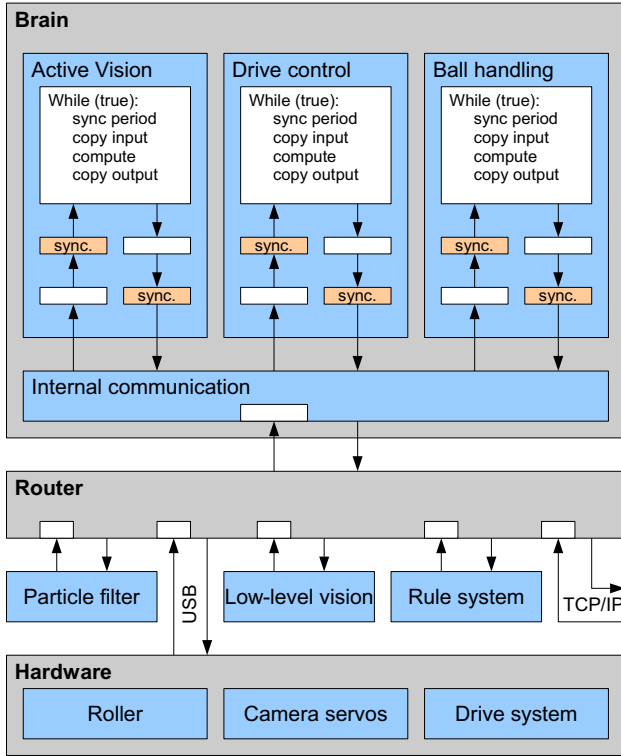 Brain
Active Vision
While (true):
sync period
copy input
compute
copy output
sync.
sync.
Drive control
While (true):
sync period
copy input
compute
copy output
sync.
sync.
Ball handling
While (true):
sync period
copy input
compute
copy output
sync.
sync.
Internal communication
Router
Particle filter
USB
Low-level vision
Rule system
TCP/IP
Hardware
Roller
Camera servos
Drive system